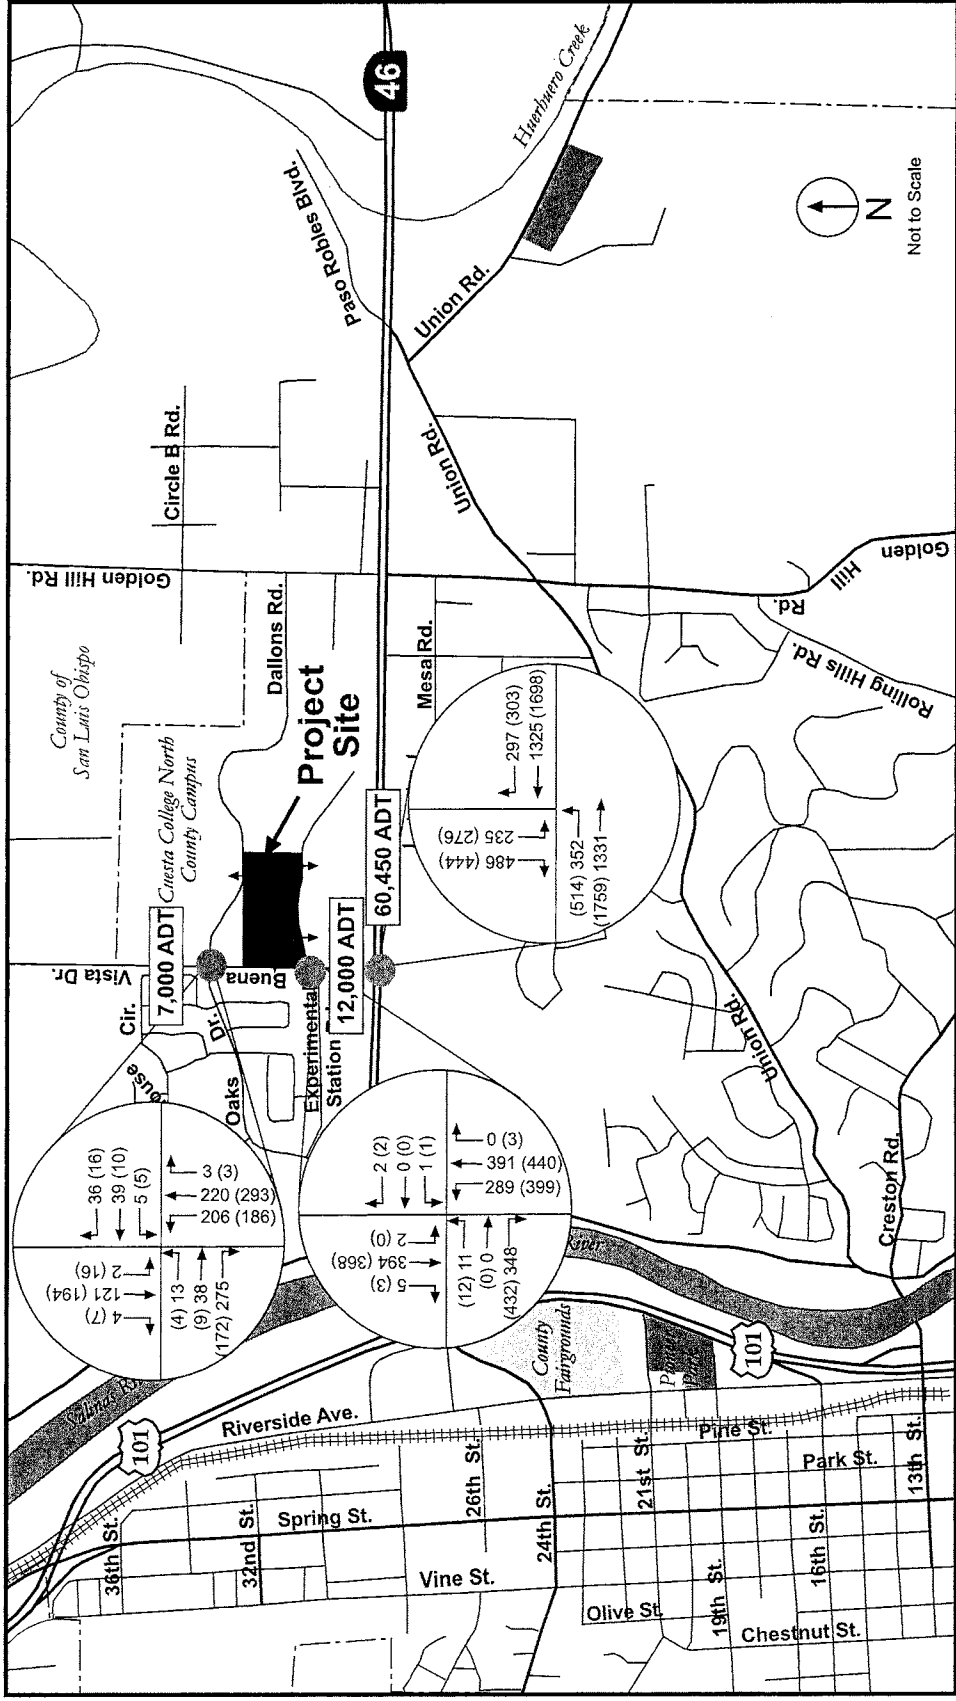 County of
San Luis Obispo
Golden Hill Rd.
Circle B Rd.
Paso Robles Blvd.
46
Huerhuero Creek
Cuesta College North
County Campus
Dallons Rd.
Project
Site
Vista Dr.
Buena
7,000 ADT
12,000 ADT
60,450 ADT
Cir.
Dr.
Oaks
Experimental
Station
Mesa Rd.
Union Rd.
Union Rd.
N
Not to Scale
36 (16)
39 (10)
5 (5)
4 (7)
121 (194)
2 (16)
(4) 13
(9) 38
(172) 275
3 (3)
220 (293)
206 (186)
2 (2)
0 (0)
1 (1)
5 (3)
394 (368)
2 (0)
(12) 11
(0) 0
(432) 348
0 (3)
391 (440)
289 (399)
297 (303)
1325 (1698)
486 (444)
235 (276)
(514) 352
(1759) 1331
Golden
Hill
Rd.
Rolling Hills Rd.
Union Rd.
Creston Rd.
River
Salinas
101
101
County
Fairgrounds
Pioneer
Park
Riverside Ave.
Pine St.
Park St.
Spring St.
Vine St.
Olive St.
Chestnut St.
36th St.
32nd St.
26th St.
24th St.
21st St.
19th St.
16th St.
13th St.